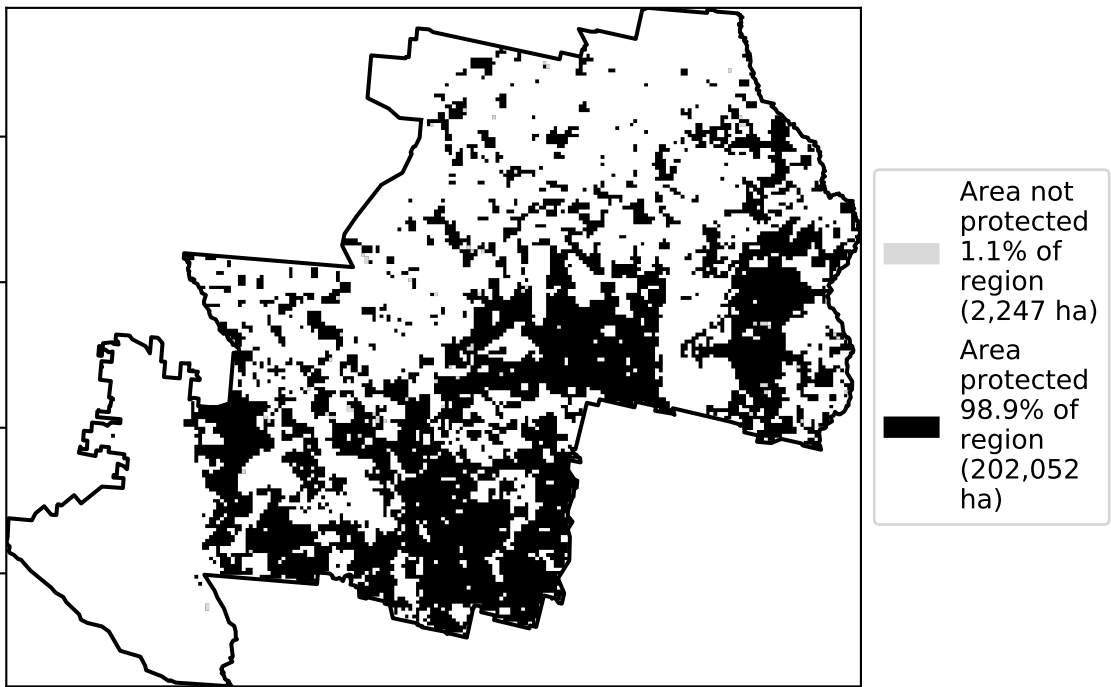 Area not
protected
1.1% of
region
(2,247 ha)
Area
protected
98.9% of
region
(202,052
ha)